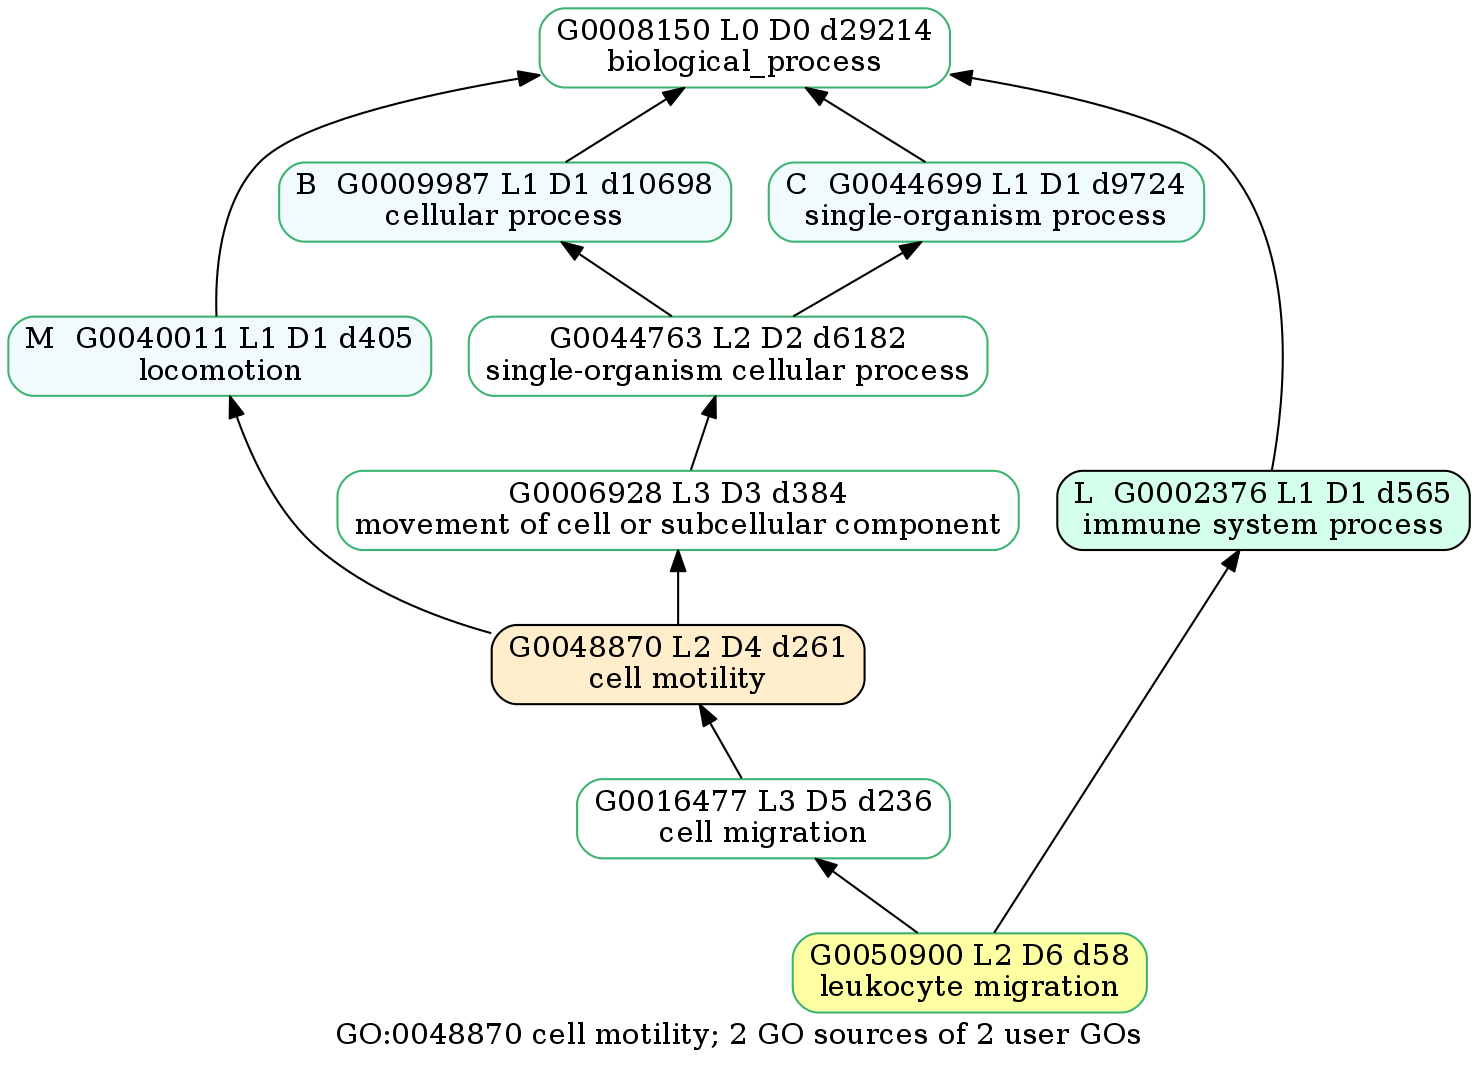 G0008150 L0 D0 d29214
biological_process
B  G0009987 L1 D1 d10698
cellular process
C  G0044699 L1 D1 d9724
single-organism process
M  G0040011 L1 D1 d405
locomotion
G0044763 L2 D2 d6182
single-organism cellular process
G0006928 L3 D3 d384
movement of cell or subcellular component
L  G0002376 L1 D1 d565
immune system process
G0048870 L2 D4 d261
cell motility
G0016477 L3 D5 d236
cell migration
G0050900 L2 D6 d58
leukocyte migration
GO:0048870 cell motility; 2 GO sources of 2 user GOs